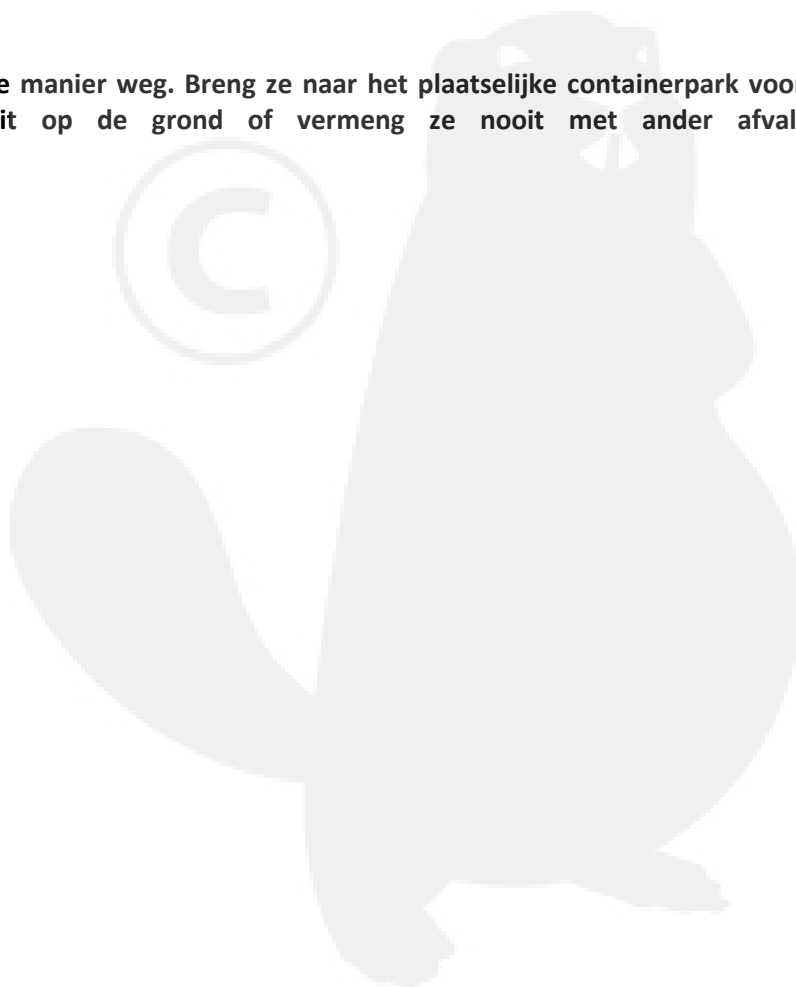 e manier weg. Breng ze naar het plaatselijke containerpark voor
it op de grond of vermeng ze nooit met ander afval
©